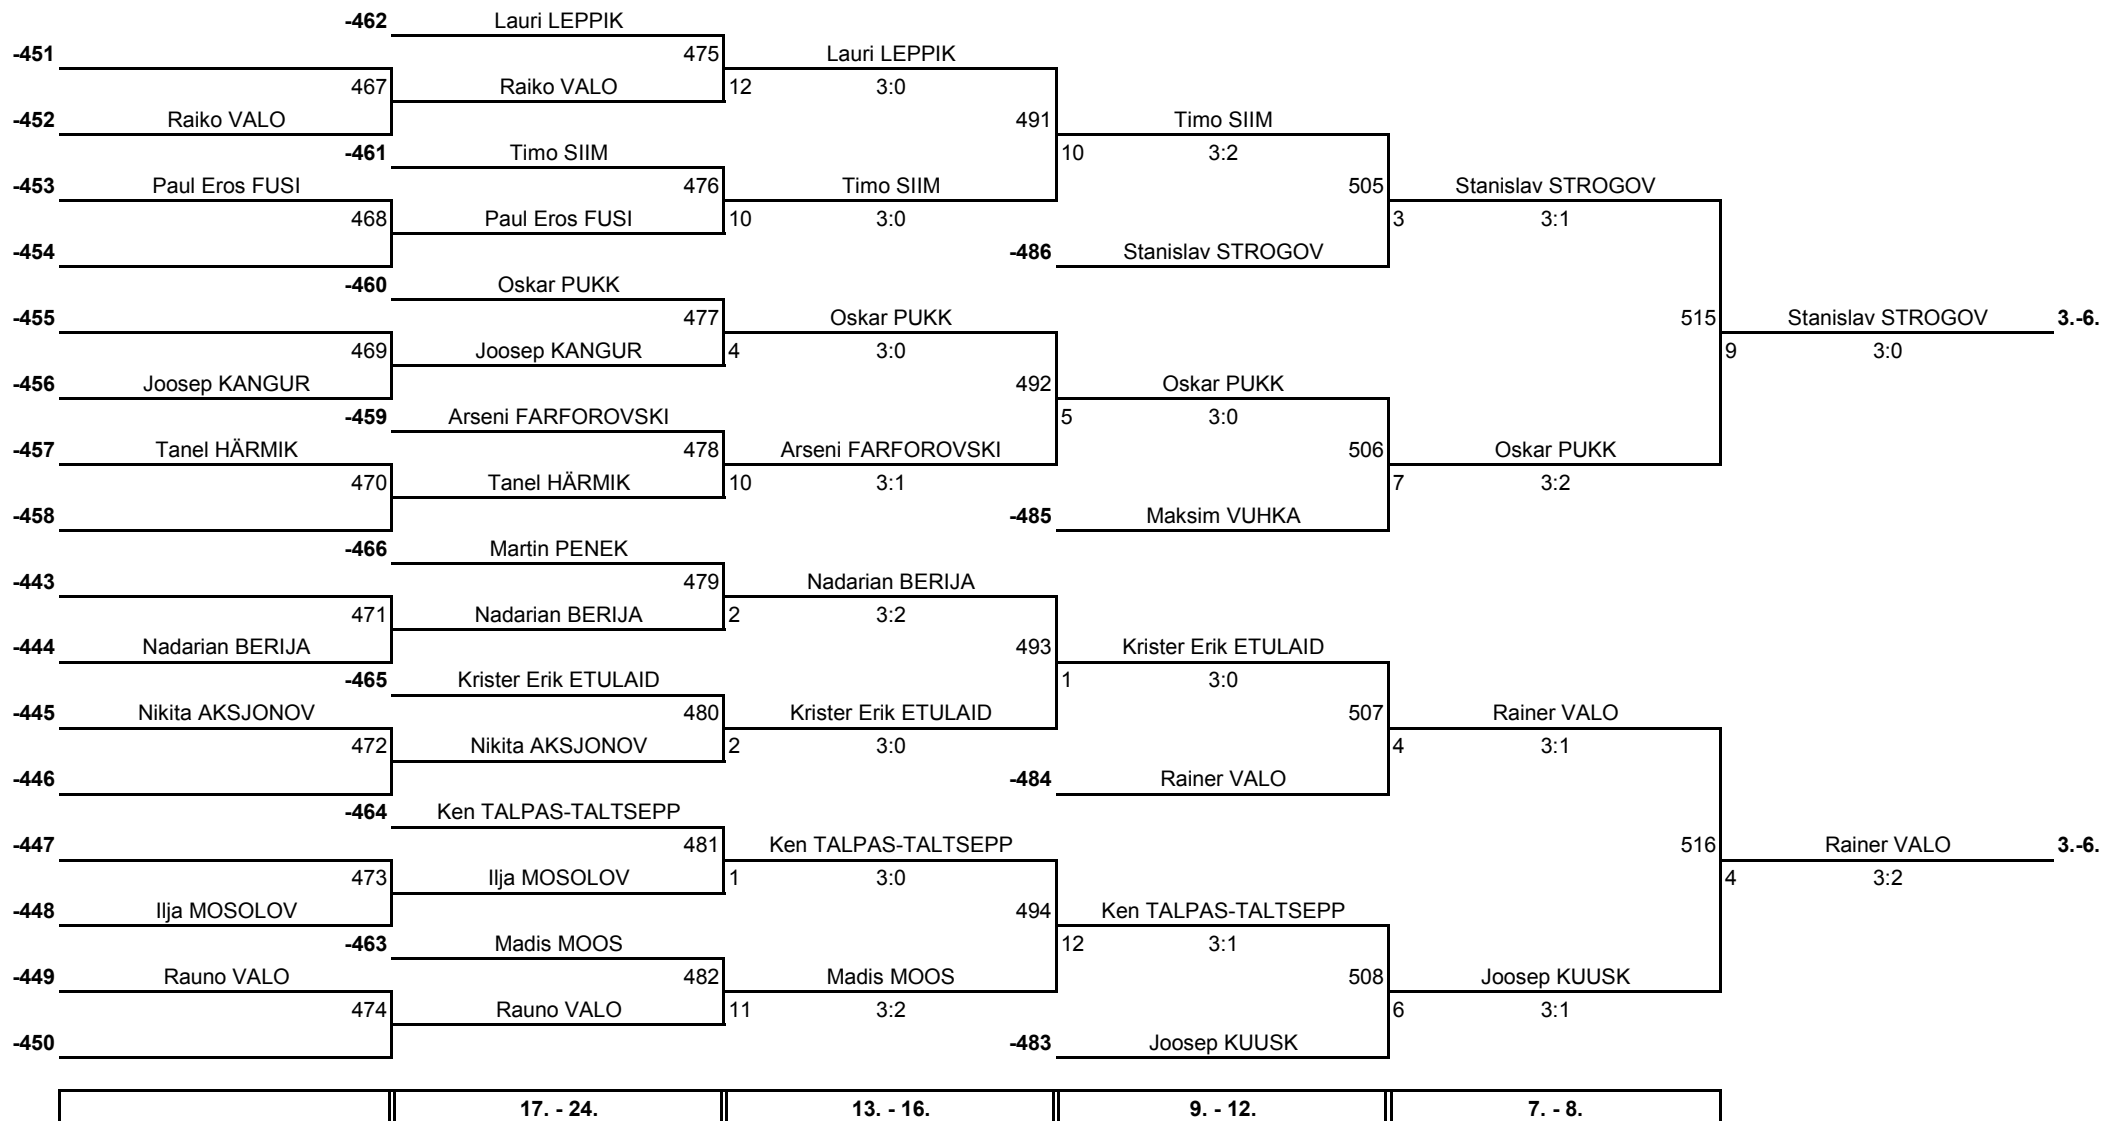 -462 Lauri LEPPIK
-451 475 Lauri LEPPIK
467 Raiko VALO 12 3:0
-452 Raiko VALO 491 Timo SIIM
-461 Timo SIIM 10 3:2
-453 Paul Eros FUSI 476 Timo SIIM 505 Stanislav STROGOV
468 Paul Eros FUSI 10 3:0 3 3:1
-454 -486 Stanislav STROGOV
-460 Oskar PUKK
-455 477 Oskar PUKK 515 Stanislav STROGOV 3.-6.
469 Joosep KANGUR 4 3:0 9 3:0
-456 Joosep KANGUR 492 Oskar PUKK
-459 Arseni FARFOROVSKI 5 3:0
-457 Tanel HÄRMIK 478 Arseni FARFOROVSKI 506 Oskar PUKK
470 Tanel HÄRMIK 10 3:1 7 3:2
-458 -485 Maksim VUHKA
-466 Martin PENEK
-443 479 Nadarian BERIJA
471 Nadarian BERIJA 2 3:2
-444 Nadarian BERIJA 493 Krister Erik ETULAID
-465 Krister Erik ETULAID 1 3:0
-445 Nikita AKSJONOV 480 Krister Erik ETULAID 507 Rainer VALO
472 Nikita AKSJONOV 2 3:0 4 3:1
-446 -484 Rainer VALO
-464 Ken TALPAS-TALTSEPP
-447 481 Ken TALPAS-TALTSEPP 516 Rainer VALO 3.-6.
473 Ilja MOSOLOV 1 3:0 4 3:2
-448 Ilja MOSOLOV 494 Ken TALPAS-TALTSEPP
-463 Madis MOOS 12 3:1
-449 Rauno VALO 482 Madis MOOS 508 Joosep KUUSK
474 Rauno VALO 11 3:2 6 3:1
-450 -483 Joosep KUUSK
17. - 24. 13. - 16. 9. - 12. 7. - 8.